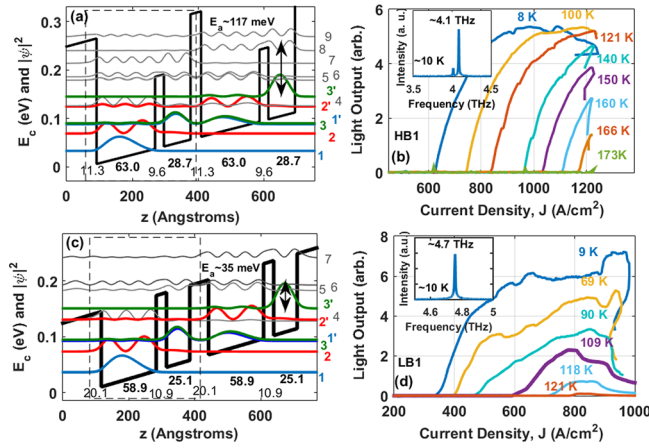 (a)
E_a~117 meV
0.3
0.2
0.1
0
E_c (eV) and |ψ|²
9
8
7
6
5
3'
2' 4
1'
3
2
1
63.0
28.7
63.0
28.7
11.3
9.6
11.3
9.6
0
200
400
600
z (Angstroms)
6
5
4
3
2
1
0
Light Output (arb.)
~4.1 THz
~10 K
Intensity (a. u.)
3.5
4
4.5
Frequency (THz)
8 K
100 K
121 K
140 K
150 K
160 K
166 K
173K
HB1
(b)
600
800
1000
1200
Current Density, J (A/cm²)
(c)
E_a~35 meV
0.2
0.1
0
E_c (eV) and |ψ|²
7
6
5
3'
2' 4
1'
3
2
1
58.9
25.1
58.9
25.1
20.1
10.9
20.1
10.9
0
200
400
600
z (Angstroms)
8
6
4
2
0
Light Output (arb.)
~4.7 THz
~10 K
Intensity (a.u.)
4.6
4.8
5
Frequency (THz)
9 K
69 K
90 K
109 K
118 K
121K
LB1
(d)
200
400
600
800
1000
Current Density, J (A/cm²)